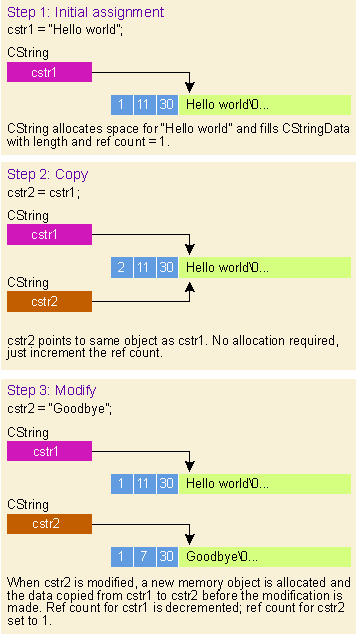 Step 1: Initial assignment
cstr1 = "Hello world";
CString
cstr1
1 11 30 Hello world\0...
CString allocates space for "Hello world" and fills CStringData
with length and ref count = 1.
Step 2: Copy
cstr2 = cstr1;
CString
cstr1
2 11 30 Hello world\0...
CString
cstr2
cstr2 points to same object as cstr1. No allocation required,
just increment the ref count.
Step 3: Modify
cstr2 = "Goodbye";
CString
cstr1
1 11 30 Hello world\0...
CString
cstr2
1 7 30 Goodbye\0...
When cstr2 is modified, a new memory object is allocated and
the data copied from cstr1 to cstr2 before the modification is
made. Ref count for cstr1 is decremented; ref count for cstr2
set to 1.